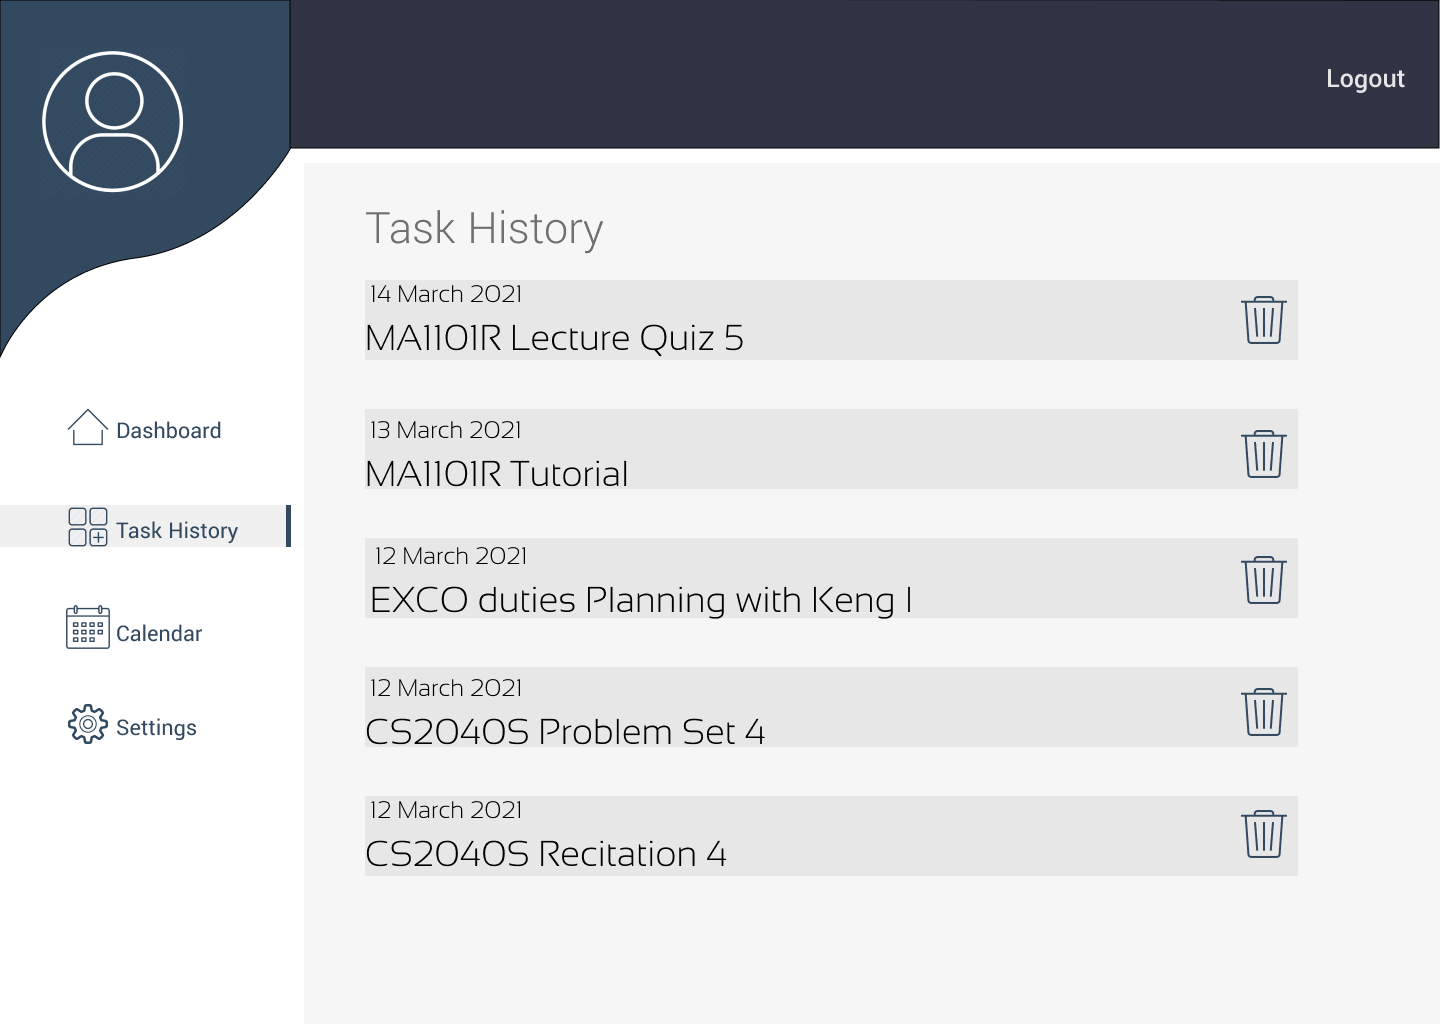 Logout
Task History
14 March 2021
MA1101R Lecture Quiz 5
13 March 2021
MA1101R Tutorial
12 March 2021
EXCO duties Planning with Keng I
12 March 2021
CS2040S Problem Set 4
12 March 2021
CS2040S Recitation 4
Dashboard
Task History
Calendar
Settings